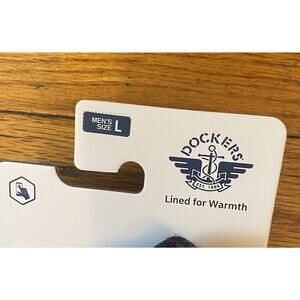 MEN'S
SIZE L
DOCKERS
EST. 1986
Lined for Warmth